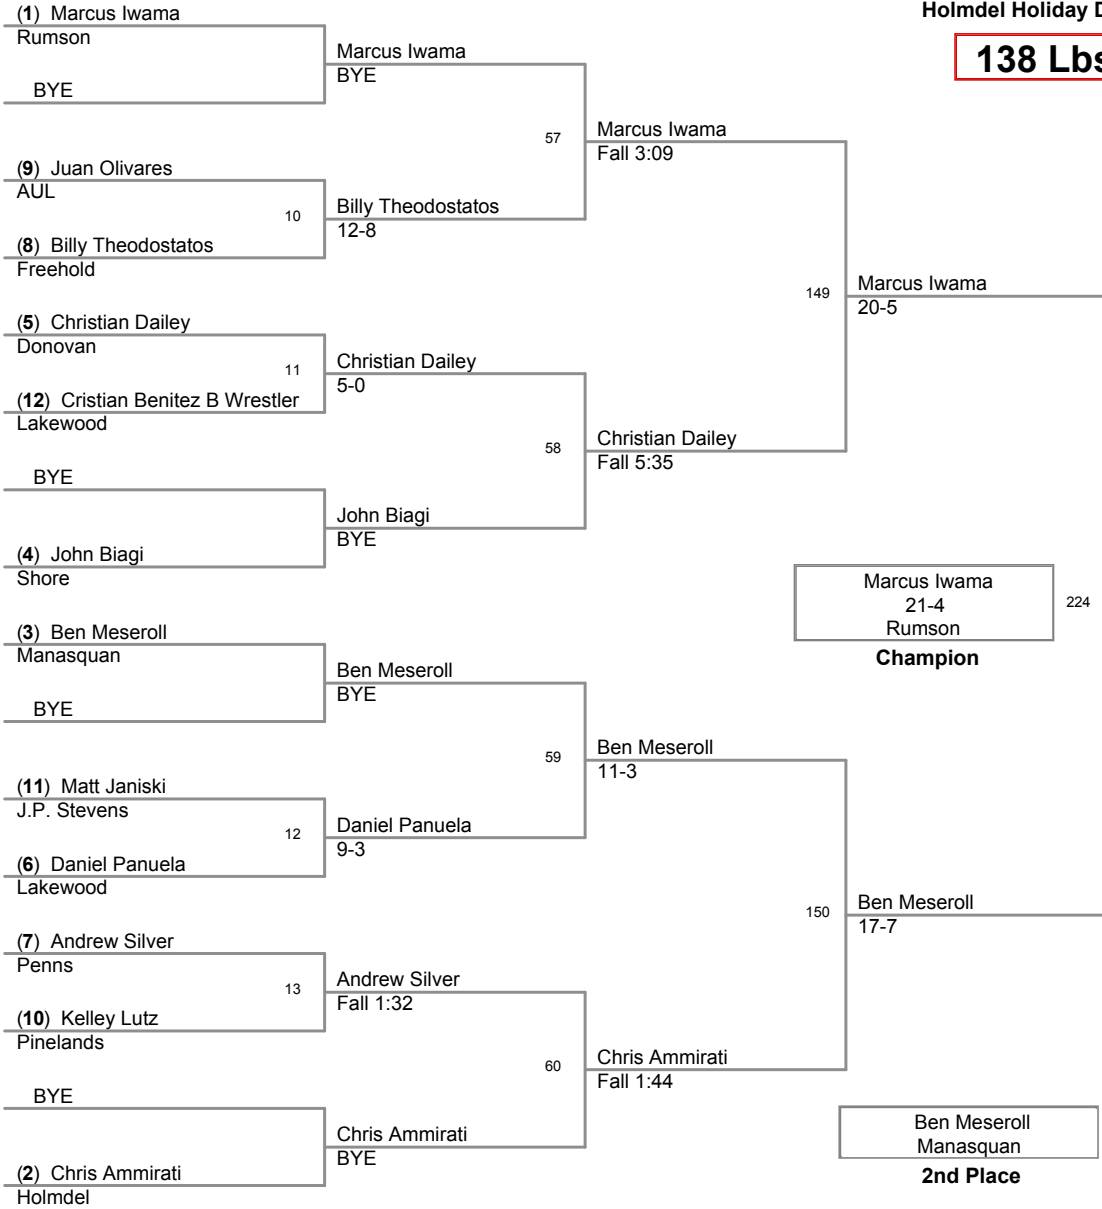 Holmdel Holiday D
138 Lbs
(1) Marcus Iwama
Rumson
BYE
Marcus Iwama
BYE
57
(9) Juan Olivares
AUL
10
(8) Billy Theodostatos
Freehold
Billy Theodostatos
12-8
Marcus Iwama
Fall 3:09
149
Marcus Iwama
20-5
(5) Christian Dailey
Donovan
11
(12) Cristian Benitez B Wrestler
Lakewood
Christian Dailey
5-0
58
Christian Dailey
Fall 5:35
BYE
(4) John Biagi
Shore
John Biagi
BYE
Marcus Iwama
21-4
Rumson
224
Champion
(3) Ben Meseroll
Manasquan
BYE
Ben Meseroll
BYE
59
Ben Meseroll
11-3
(11) Matt Janiski
J.P. Stevens
12
(6) Daniel Panuela
Lakewood
Daniel Panuela
9-3
150
Ben Meseroll
17-7
(7) Andrew Silver
Penns
13
(10) Kelley Lutz
Pinelands
Andrew Silver
Fall 1:32
60
Chris Ammirati
Fall 1:44
BYE
(2) Chris Ammirati
Holmdel
Chris Ammirati
BYE
Ben Meseroll
Manasquan
2nd Place